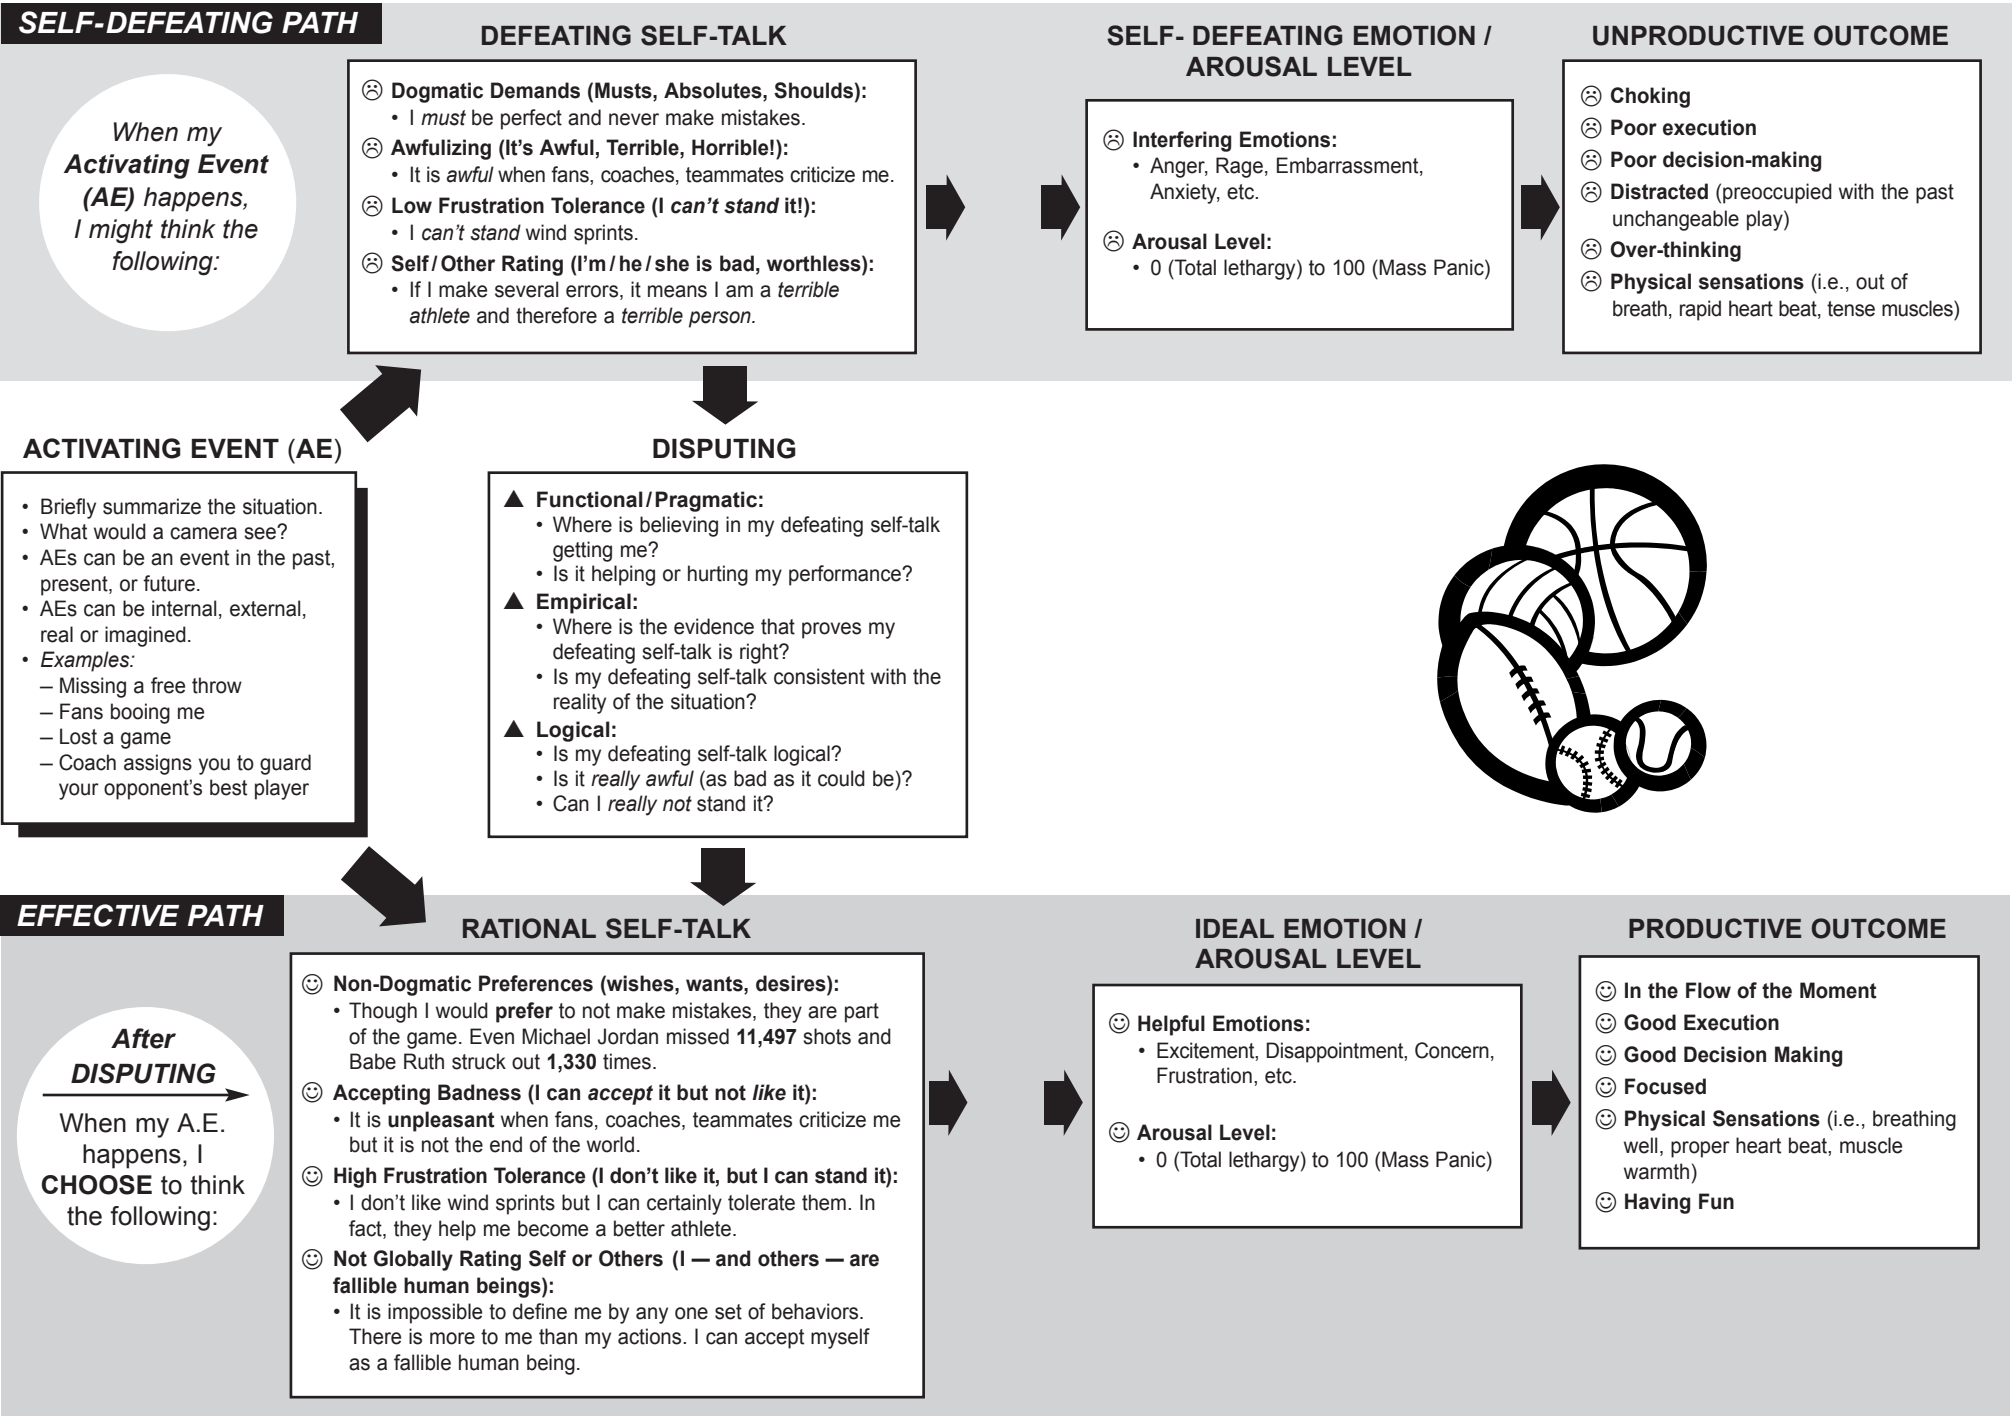 SELF-DEFEATING PATH
When my
Activating Event
(AE) happens,
I might think the
following:
DEFEATING SELF-TALK
☹ Dogmatic Demands (Musts, Absolutes, Shoulds):
• I must be perfect and never make mistakes.
☹ Awfulizing (It's Awful, Terrible, Horrible!):
• It is awful when fans, coaches, teammates criticize me.
☹ Low Frustration Tolerance (I can't stand it!):
• I can't stand wind sprints.
☹ Self / Other Rating (I'm / he / she is bad, worthless):
• If I make several errors, it means I am a terrible
athlete and therefore a terrible person.
SELF- DEFEATING EMOTION /
AROUSAL LEVEL
☹ Interfering Emotions:
• Anger, Rage, Embarrassment,
Anxiety, etc.
☹ Arousal Level:
• 0 (Total lethargy) to 100 (Mass Panic)
UNPRODUCTIVE OUTCOME
☹ Choking
☹ Poor execution
☹ Poor decision-making
☹ Distracted (preoccupied with the past
unchangeable play)
☹ Over-thinking
☹ Physical sensations (i.e., out of
breath, rapid heart beat, tense muscles)
ACTIVATING EVENT (AE)
• Briefly summarize the situation.
• What would a camera see?
• AEs can be an event in the past,
present, or future.
• AEs can be internal, external,
real or imagined.
• Examples:
– Missing a free throw
– Fans booing me
– Lost a game
– Coach assigns you to guard
your opponent's best player
DISPUTING
▲ Functional / Pragmatic:
• Where is believing in my defeating self-talk
getting me?
• Is it helping or hurting my performance?
▲ Empirical:
• Where is the evidence that proves my
defeating self-talk is right?
• Is my defeating self-talk consistent with the
reality of the situation?
▲ Logical:
• Is my defeating self-talk logical?
• Is it really awful (as bad as it could be)?
• Can I really not stand it?
EFFECTIVE PATH
After
DISPUTING
When my A.E.
happens, I
CHOOSE to think
the following:
RATIONAL SELF-TALK
☺ Non-Dogmatic Preferences (wishes, wants, desires):
• Though I would prefer to not make mistakes, they are part
of the game. Even Michael Jordan missed 11,497 shots and
Babe Ruth struck out 1,330 times.
☺ Accepting Badness (I can accept it but not like it):
• It is unpleasant when fans, coaches, teammates criticize me
but it is not the end of the world.
☺ High Frustration Tolerance (I don't like it, but I can stand it):
• I don't like wind sprints but I can certainly tolerate them. In
fact, they help me become a better athlete.
☺ Not Globally Rating Self or Others (I — and others — are
fallible human beings):
• It is impossible to define me by any one set of behaviors.
There is more to me than my actions. I can accept myself
as a fallible human being.
IDEAL EMOTION /
AROUSAL LEVEL
☺ Helpful Emotions:
• Excitement, Disappointment, Concern,
Frustration, etc.
☺ Arousal Level:
• 0 (Total lethargy) to 100 (Mass Panic)
PRODUCTIVE OUTCOME
☺ In the Flow of the Moment
☺ Good Execution
☺ Good Decision Making
☺ Focused
☺ Physical Sensations (i.e., breathing
well, proper heart beat, muscle
warmth)
☺ Having Fun